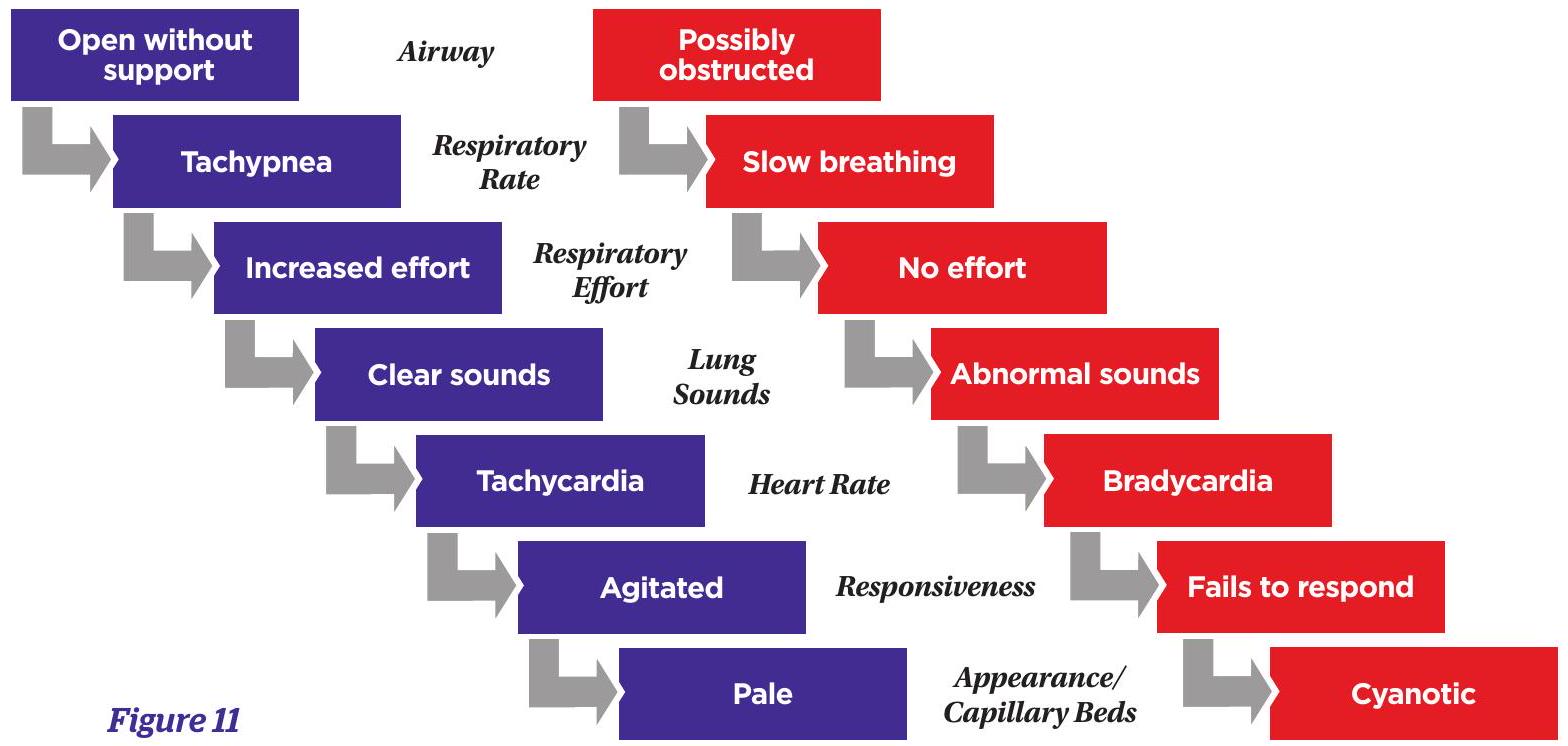 Open without
support
Airway
Possibly
obstructed
Tachypnea
Respiratory
Rate
Slow breathing
Increased effort
Respiratory
Effort
No effort
Clear sounds
Lung
Sounds
Abnormal sounds
Tachycardia
Heart Rate
Bradycardia
Agitated
Responsiveness
Fails to respond
Pale
Appearance/
Capillary Beds
Cyanotic
Figure 11